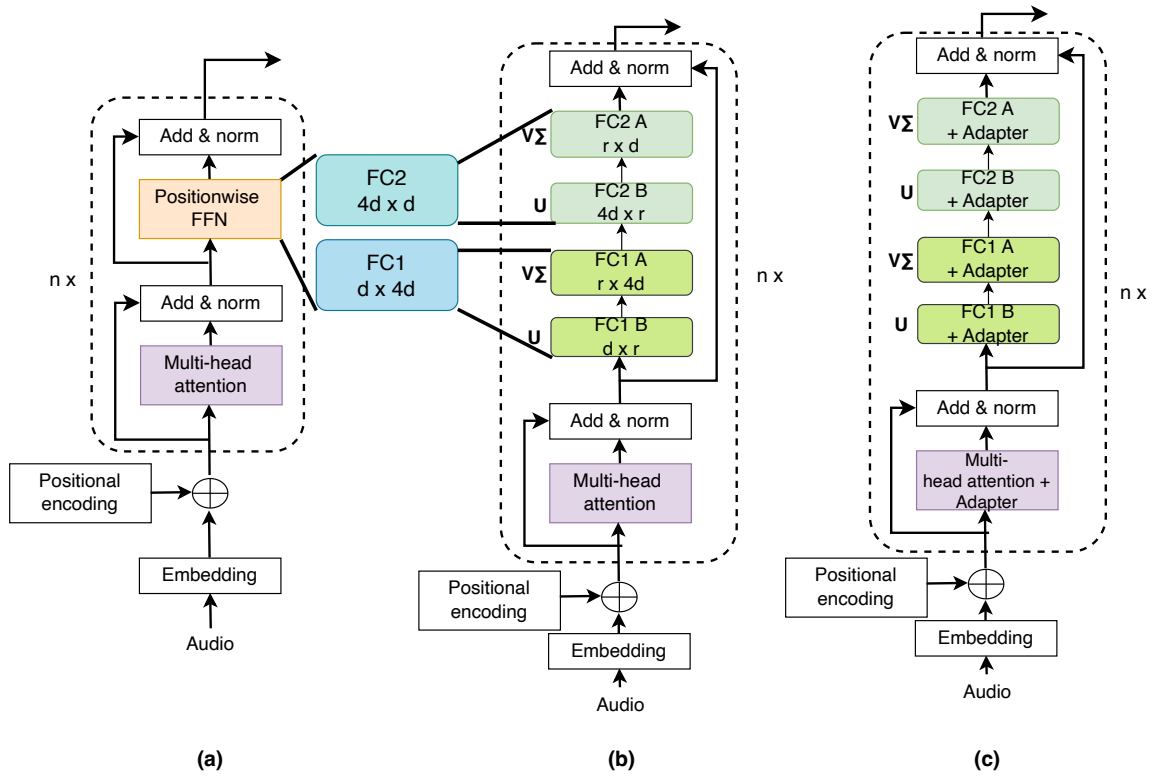 Add & norm
Positionwise
FFN
n x
Add & norm
Multi-head
attention
Positional
encoding
Embedding
Audio
(a)
FC2
4d x d
FC1
d x 4d
Add & norm
VΣ
FC2 A
r x d
U
FC2 B
4d x r
VΣ
FC1 A
r x 4d
U
FC1 B
d x r
n x
Add & norm
Multi-head
attention
Positional
encoding
Embedding
Audio
(b)
Add & norm
VΣ
FC2 A
+ Adapter
U
FC2 B
+ Adapter
VΣ
FC1 A
+ Adapter
U
FC1 B
+ Adapter
n x
Add & norm
Multi-
head attention +
Adapter
Positional
encoding
Embedding
Audio
(c)